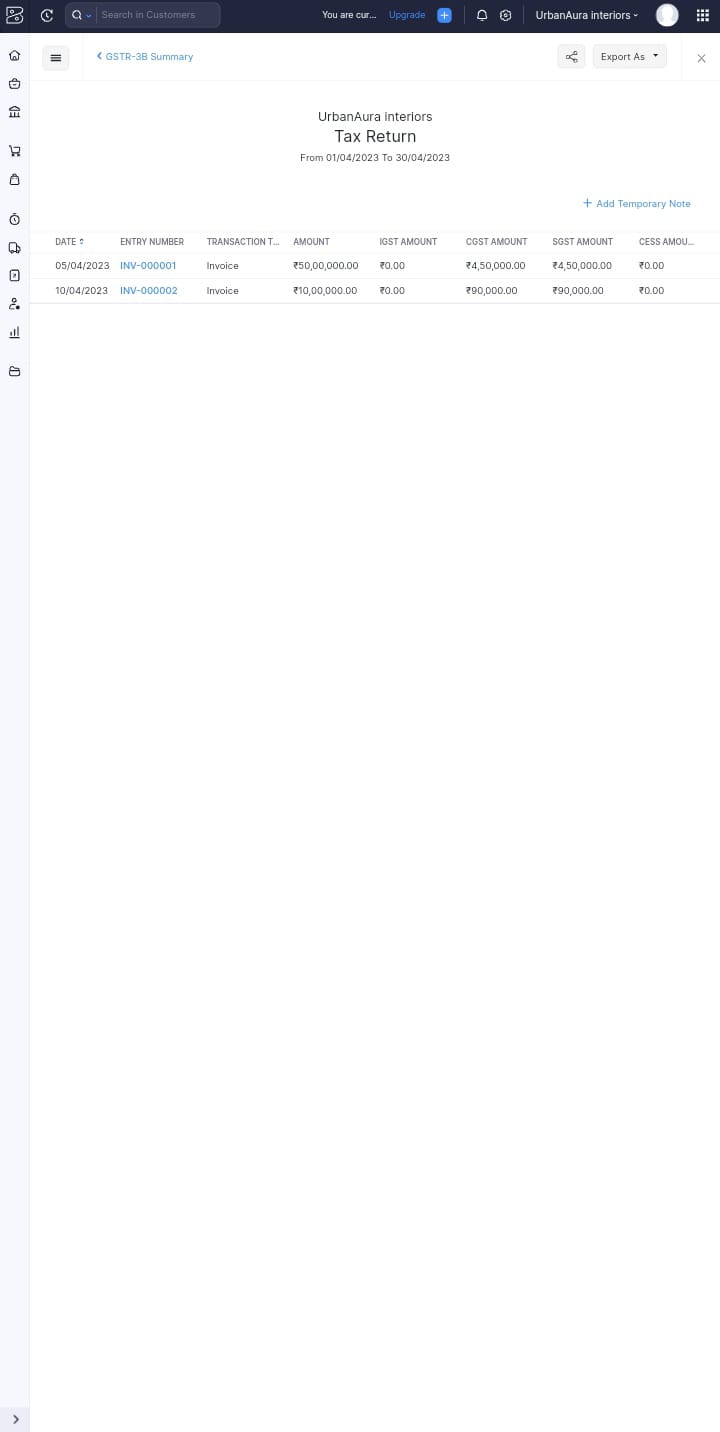 Search in Customers You are cur... Upgrade UrbanAura interiors
GSTR-3B Summary Export As
UrbanAura interiors
Tax Return
From 01/04/2023 To 30/04/2023
+ Add Temporary Note
DATE ENTRY NUMBER TRANSACTION T... AMOUNT IGST AMOUNT CGST AMOUNT SGST AMOUNT CESS AMOU...
05/04/2023 INV-000001 Invoice ₹50,00,000.00 ₹0.00 ₹4,50,000.00 ₹4,50,000.00 ₹0.00
10/04/2023 INV-000002 Invoice ₹10,00,000.00 ₹0.00 ₹90,000.00 ₹90,000.00 ₹0.00